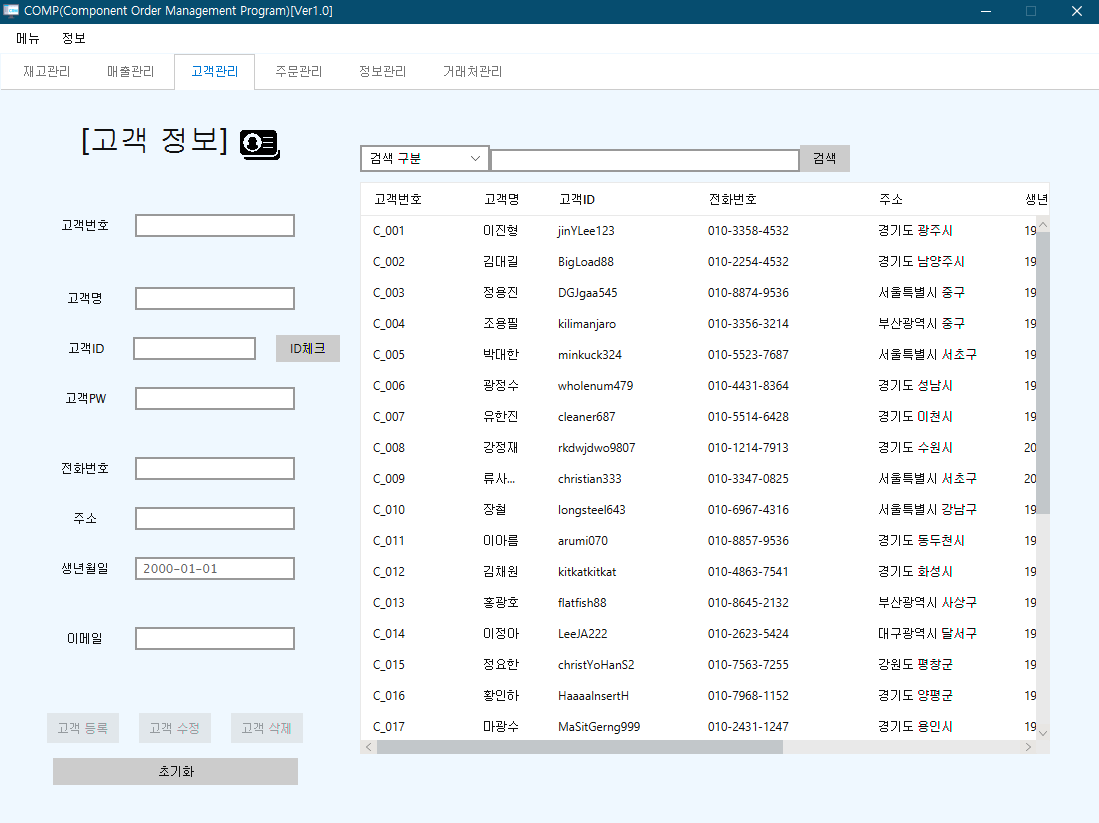 COMP(Component Order Management Program)[Ver1.0]
메뉴 정보
재고관리 매출관리 고객관리 주문관리 정보관리 거래처관리
[고객 정보]
검색 구분 검색
고객번호
고객명
고객ID ID체크
고객PW
전화번호
주소
생년월일 2000-01-01
이메일
고객 등록 고객 수정 고객 삭제
초기화
고객번호 고객명 고객ID 전화번호 주소 생년
C_001 이진형 jinYLee123 010-3358-4532 경기도 광주시 19
C_002 김대길 BigLoad88 010-2254-4532 경기도 남양주시 19
C_003 정용진 DGJgaa545 010-8874-9536 서울특별시 중구 19
C_004 조용필 kilimanjaro 010-3356-3214 부산광역시 중구 19
C_005 박대한 minkuck324 010-5523-7687 서울특별시 서초구 19
C_006 광정수 wholenum479 010-4431-8364 경기도 성남시 19
C_007 유한진 cleaner687 010-5514-6428 경기도 이천시 19
C_008 강정재 rkdwjdwo9807 010-1214-7913 경기도 수원시 20
C_009 류사... christian333 010-3347-0825 서울특별시 서초구 20
C_010 장철 longsteel643 010-6967-4316 서울특별시 강남구 19
C_011 이아름 arumi070 010-8857-9536 경기도 동두천시 19
C_012 김채원 kitkatkitkat 010-4863-7541 경기도 화성시 19
C_013 홍광호 flatfish88 010-8645-2132 부산광역시 사상구 19
C_014 이정아 LeeJA222 010-2623-5424 대구광역시 달서구 19
C_015 정요한 christYoHanS2 010-7563-7255 강원도 평창군 19
C_016 황인하 HaaaaInsertH 010-7968-1152 경기도 양평군 19
C_017 마광수 MaSitGerng999 010-2431-1247 경기도 용인시 19